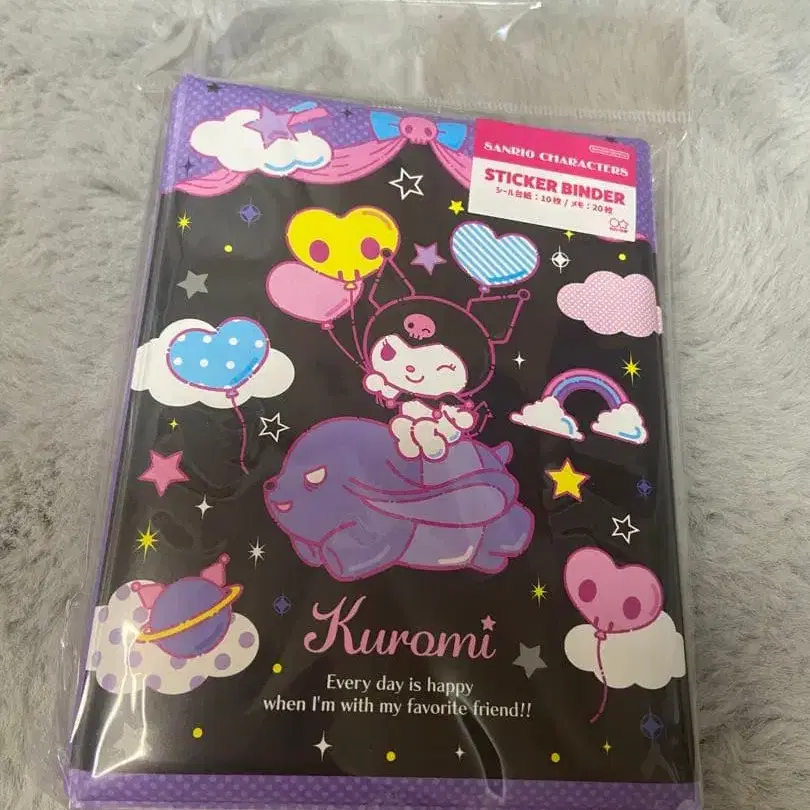 SANRIO CHARACTERS
STICKER BINDER
シール台紙：10枚 / メモ：20枚
Kuromi
Every day is happy
when I'm with my favorite friend!!